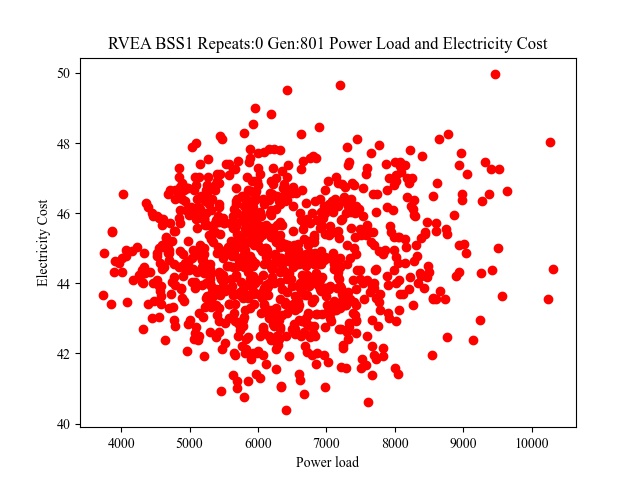 RVEA BSS1 Repeats:0 Gen:801 Power Load and Electricity Cost
50
48
46
44
42
40
Electricity Cost
4000 5000 6000 7000 8000 9000 10000
Power load